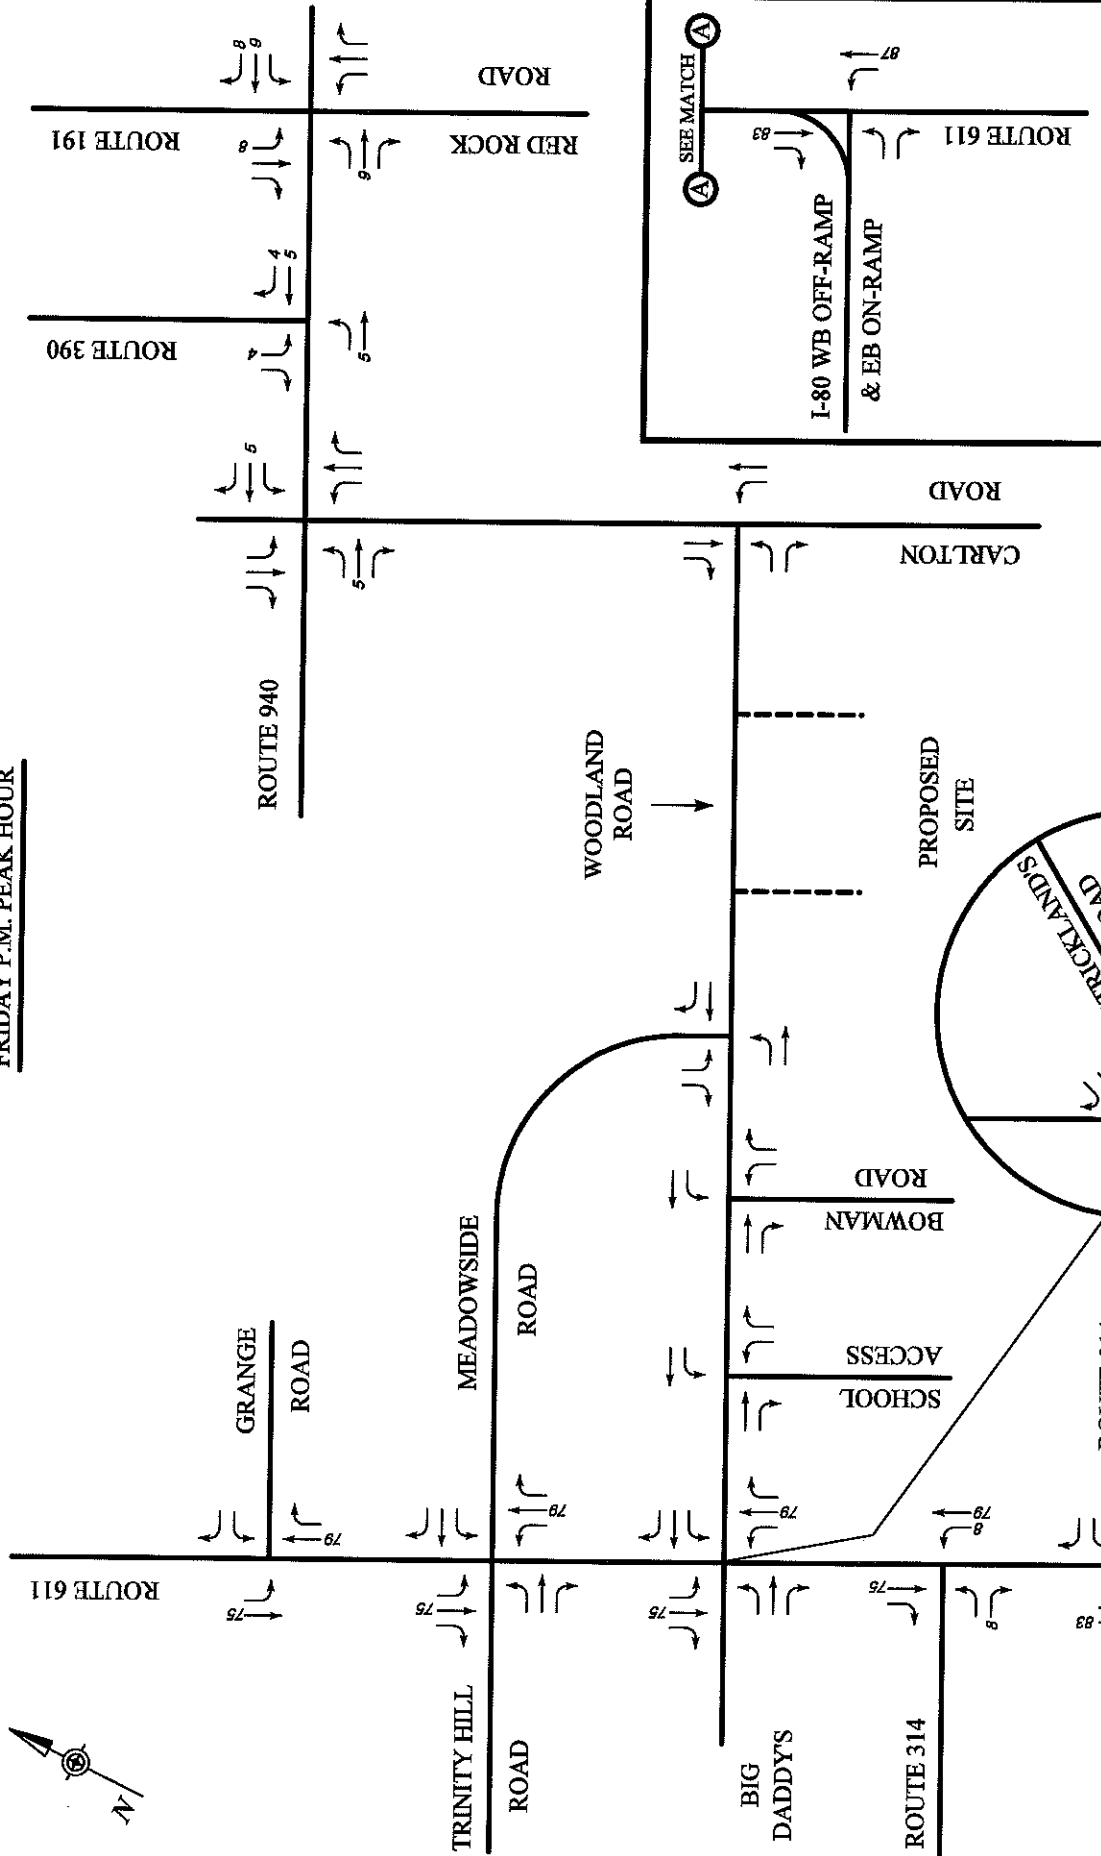 FRIDAY P.M. PEAK HOUR
ROUTE 191
RED ROCK
ROAD
8
9
8
9
ROUTE 390
4
5
4
5
ROUTE 940
5
5
CARLTON
ROAD
SEE MATCH
A
A
83
87
I-80 WB OFF-RAMP
& EB ON-RAMP
ROUTE 611
WOODLAND
ROAD
PROPOSED
SITE
GRANGE
ROAD
ROUTE 611
75
79
MEADOWSIDE
ROAD
TRINITY HILL
ROAD
75
79
BOWMAN
ROAD
SCHOOL
ACCESS
BIG
DADDY'S
75
79
ROUTE 314
75
8
79
8
83